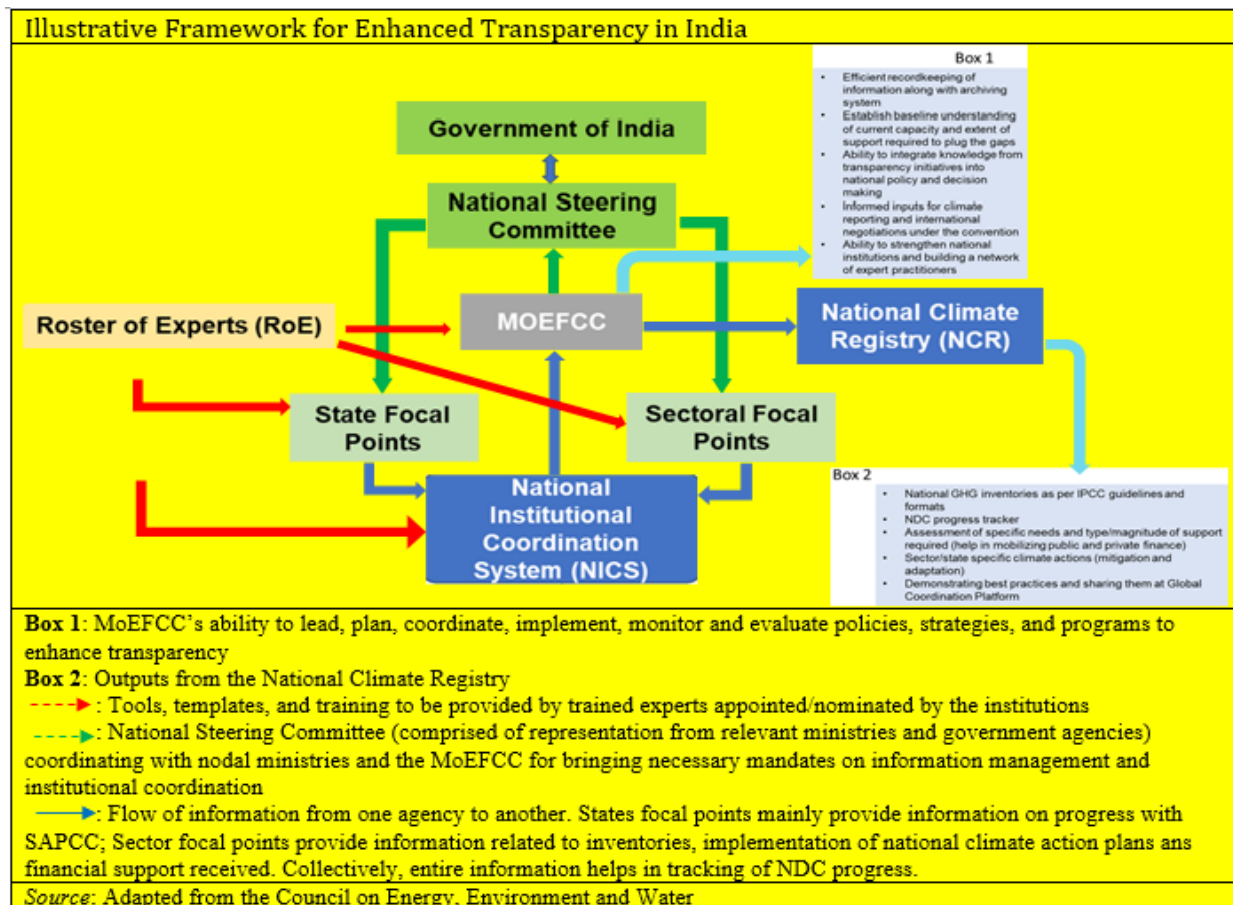 Illustrative Framework for Enhanced Transparency in India
Box 1
• Efficient recordkeeping of
information along with archiving
system
• Establish baseline understanding
of current capacity and extent of
support required to plug the gaps
• Ability to integrate knowledge from
transparency initiatives into
national policy and decision
making
• Informed inputs for climate
reporting and international
negotiations under the convention
• Ability to strengthen national
institutions and building a network
of expert practitioners
Government of India
National Steering
Committee
Roster of Experts (RoE)
MOEFCC
National Climate
Registry (NCR)
State Focal
Points
Sectoral Focal
Points
National
Institutional
Coordination
System (NICS)
Box 2
• National GHG inventories as per IPCC guidelines and
formats
• NDC progress tracker
• Assessment of specific needs and type/magnitude of support
required (help in mobilizing public and private finance)
• Sector/state specific climate actions (mitigation and
adaptation)
• Demonstrating best practices and sharing them at Global
Coordination Platform
Box 1: MoEFCC's ability to lead, plan, coordinate, implement, monitor and evaluate policies, strategies, and programs to
enhance transparency
Box 2: Outputs from the National Climate Registry
: Tools, templates, and training to be provided by trained experts appointed/nominated by the institutions
: National Steering Committee (comprised of representation from relevant ministries and government agencies)
coordinating with nodal ministries and the MoEFCC for bringing necessary mandates on information management and
institutional coordination
: Flow of information from one agency to another. States focal points mainly provide information on progress with
SAPCC; Sector focal points provide information related to inventories, implementation of national climate action plans ans
financial support received. Collectively, entire information helps in tracking of NDC progress.
Source: Adapted from the Council on Energy, Environment and Water